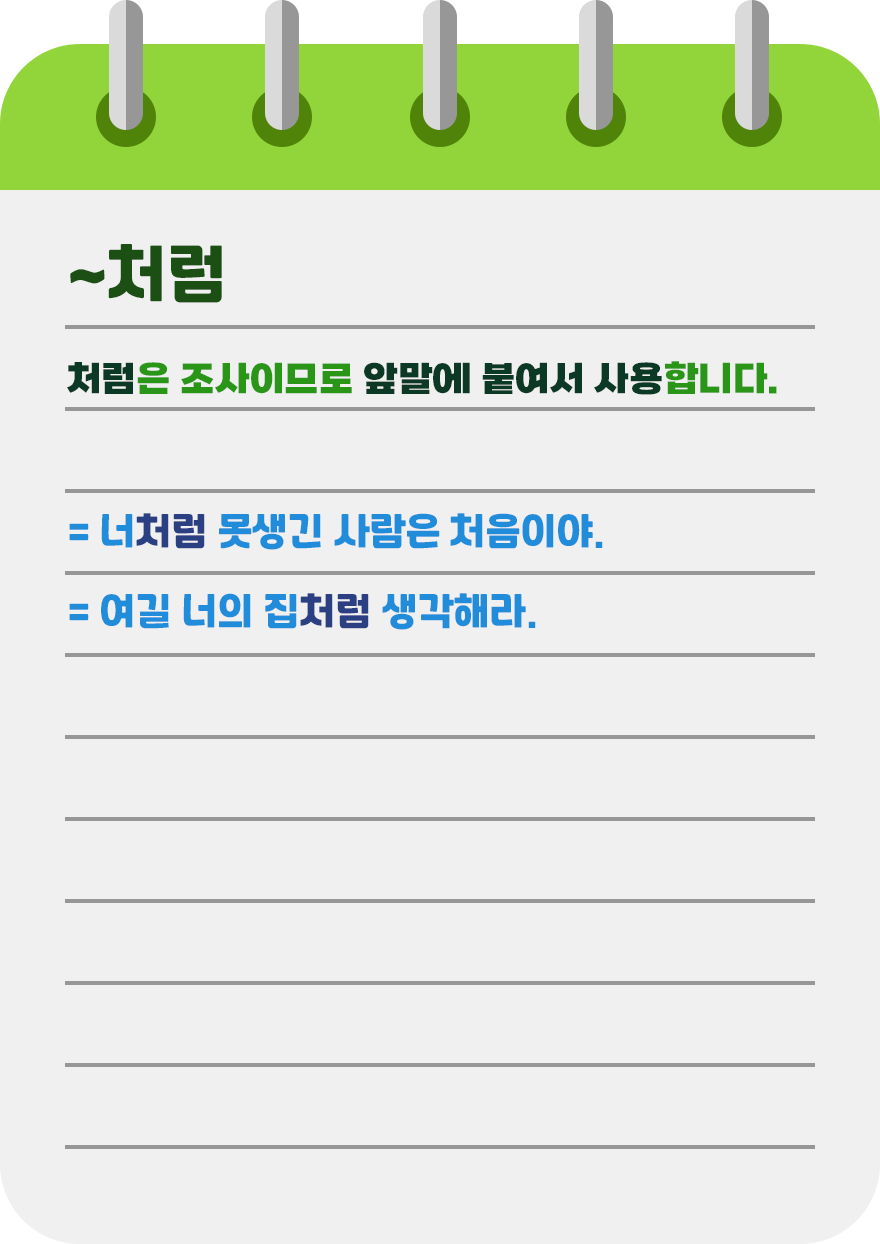 ~처럼
처럼은 조사이므로 앞말에 붙여서 사용합니다.
= 너처럼 못생긴 사람은 처음이야.
= 여길 너의 집처럼 생각해라.